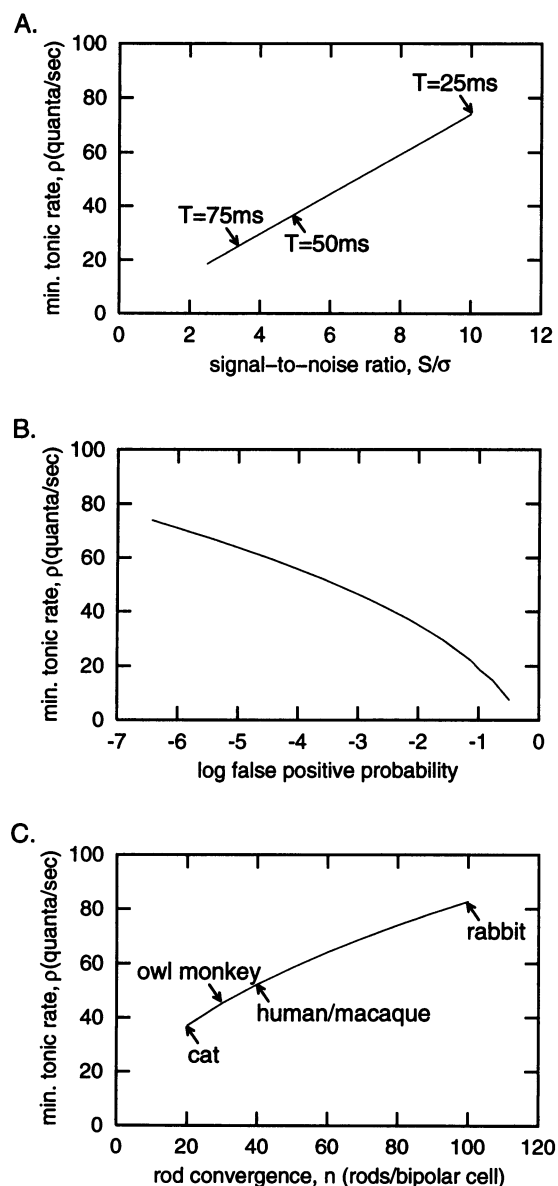 A.
min. tonic rate, ρ(quanta/sec)
100
80
60
40
20
0
T=25ms
T=75ms
T=50ms
0 2 4 6 8 10 12
signal−to−noise ratio, S/σ
B.
min. tonic rate, ρ(quanta/sec)
100
80
60
40
20
0
-7 -6 -5 -4 -3 -2 -1 0
log false positive probability
C.
min. tonic rate, ρ(quanta/sec)
100
80
60
40
20
0
rabbit
owl monkey
human/macaque
cat
0 20 40 60 80 100 120
rod convergence, n (rods/bipolar cell)